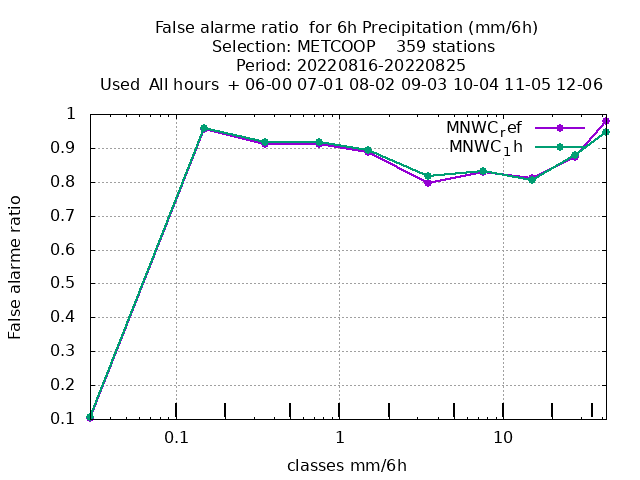 False alarme ratio  for 6h Precipitation (mm/6h)
Selection: METCOOP    359 stations
Period: 20220816-20220825
Used  All hours  + 06-00 07-01 08-02 09-03 10-04 11-05 12-06
MNWCref
MNWC1h
1
0.9
0.8
0.7
0.6
0.5
0.4
0.3
0.2
0.1
False alarme ratio
0.1 1 10
classes mm/6h